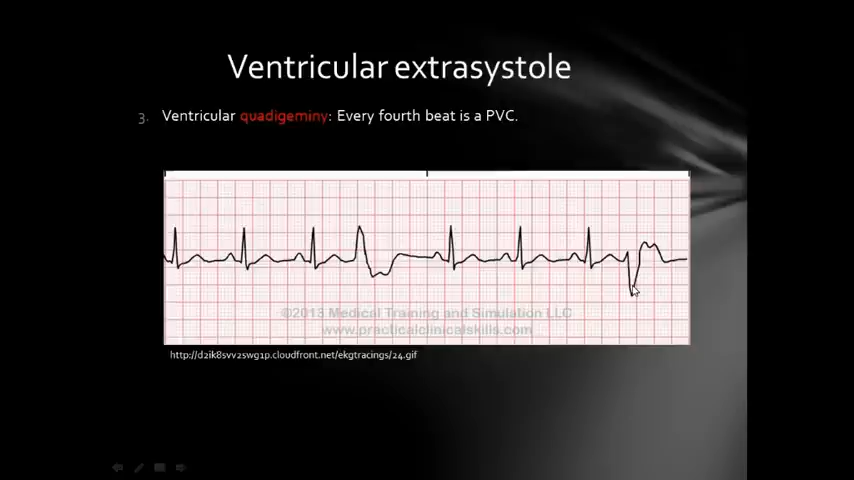 Ventricular extrasystole
3. Ventricular quadigeminy: Every fourth beat is a PVC.
©2013 Medical Training and Simulation LLC
www.practicalclinicalskills.com
http://d2ik8svv2swg1p.cloudfront.net/ekgtracings/24.gif